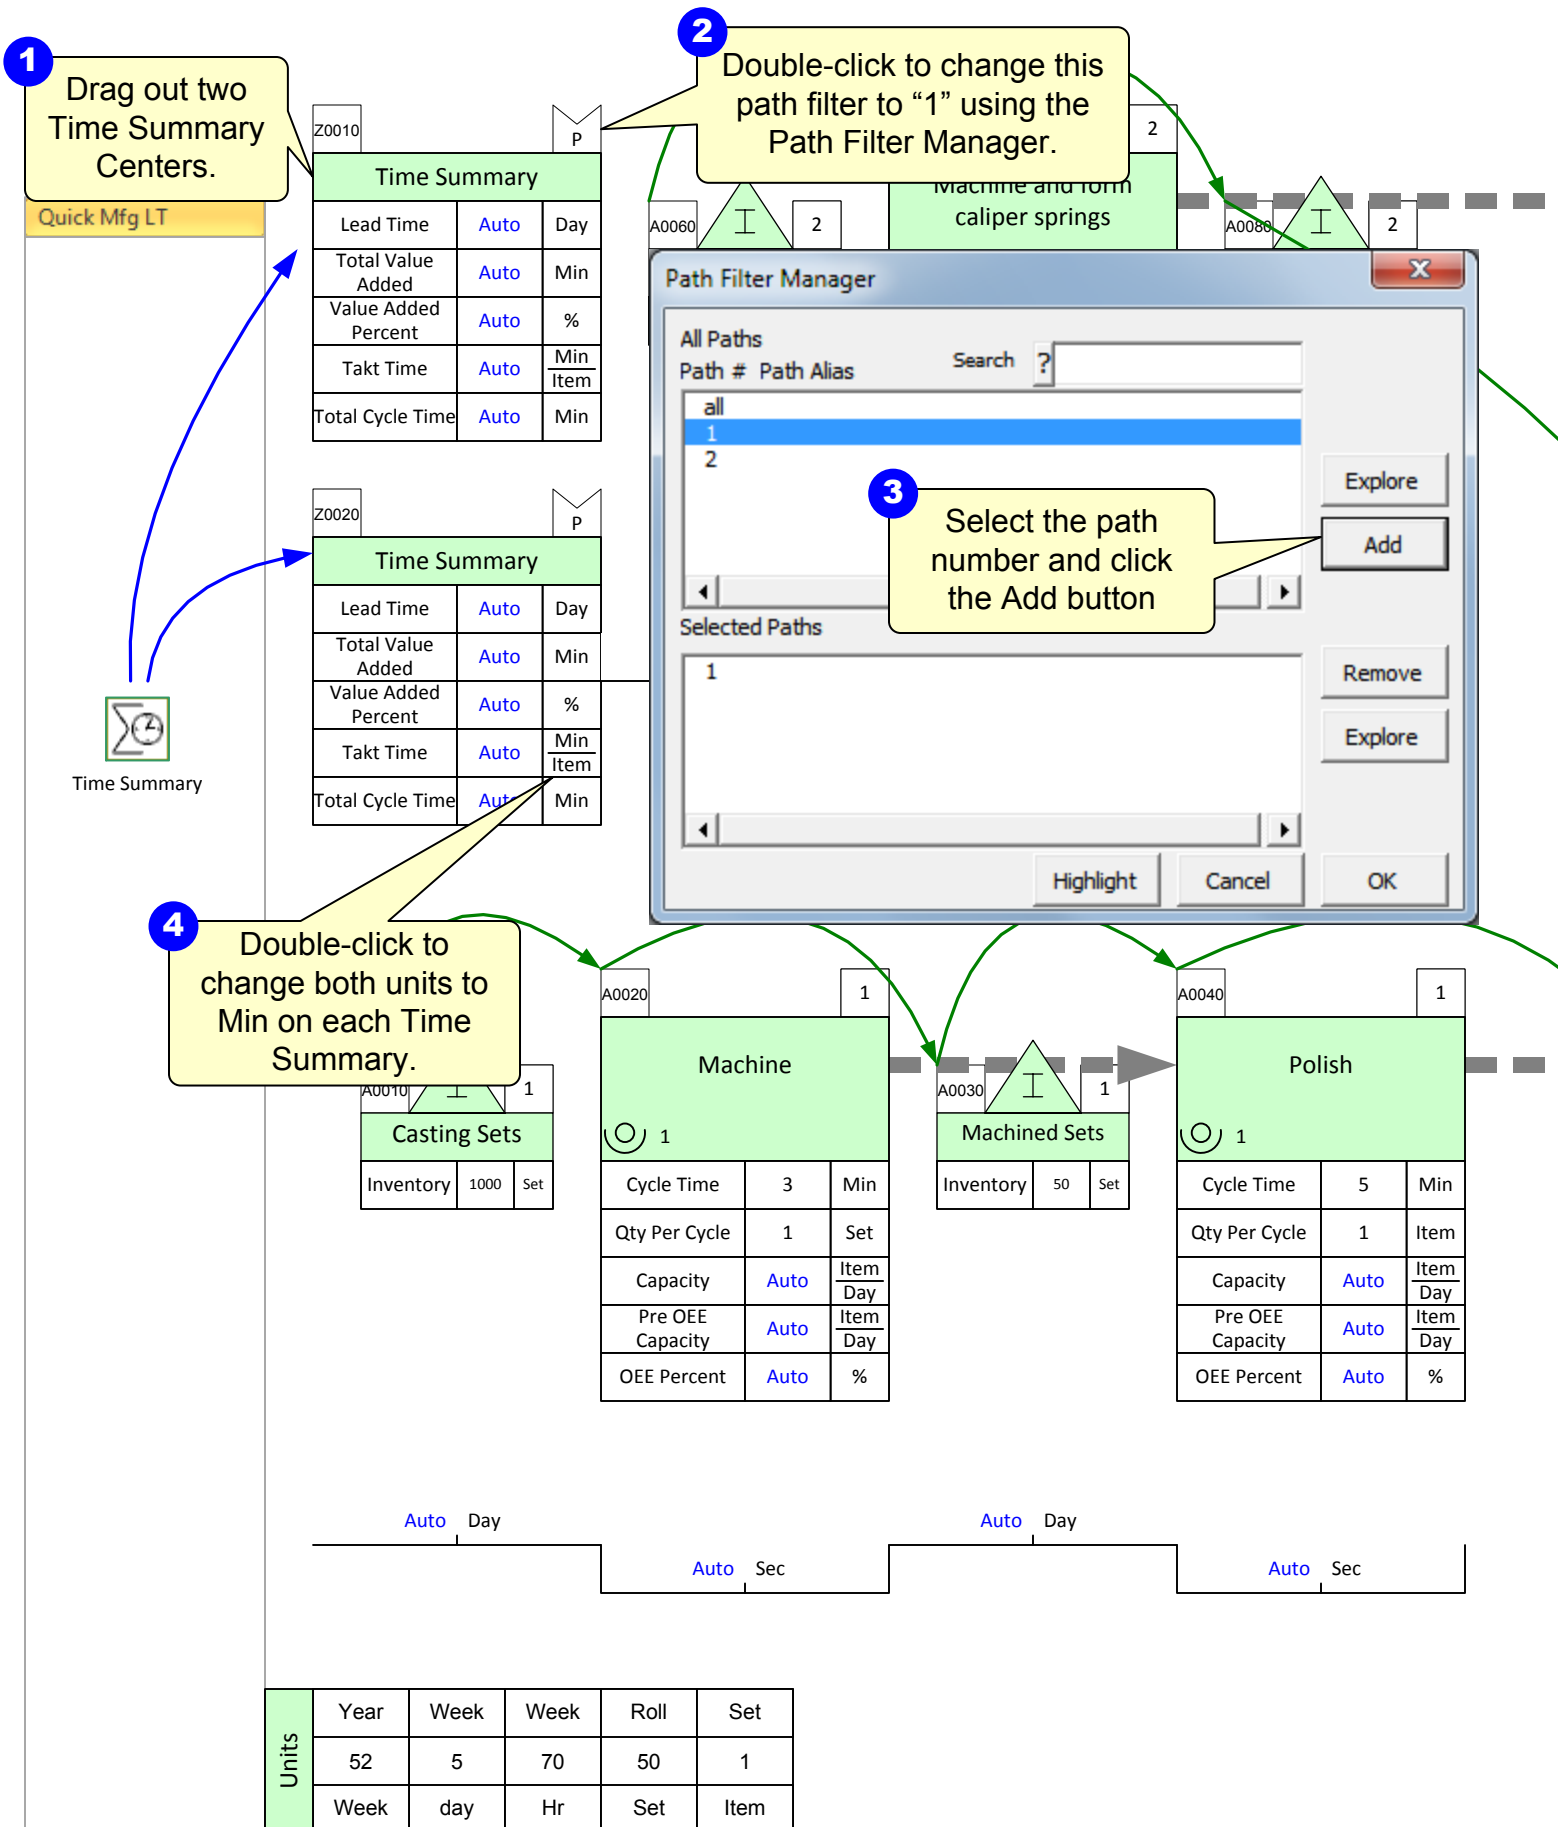 1
Drag out two
Time Summary
Centers.
2
Double-click to change this
path filter to “1” using the
Path Filter Manager.
Quick Mfg LT
Z0010
P
Time Summary
Lead Time Auto Day
Total Value
Added Auto Min
Value Added
Percent Auto %
Takt Time Auto Min
Item
Total Cycle Time Auto Min
A0060
I
2
2
Machine and form
caliper springs
A0080
I
2
Path Filter Manager
x
All Paths
Path # Path Alias Search ?
all
1
2
Explore
Add
3
Select the path
number and click
the Add button
Selected Paths
1
Remove
Explore
Highlight Cancel OK
Z0020
P
Time Summary
Lead Time Auto Day
Total Value
Added Auto Min
Value Added
Percent Auto %
Takt Time Auto Min
Item
Total Cycle Time Auto Min
Time Summary
4
Double-click to
change both units to
Min on each Time
Summary.
A0010
I
1
Casting Sets
Inventory 1000 Set
A0020
1
Machine
1
Cycle Time 3 Min
Qty Per Cycle 1 Set
Capacity Auto Item
Day
Pre OEE
Capacity Auto Item
Day
OEE Percent Auto %
A0030
I
1
Machined Sets
Inventory 50 Set
A0040
1
Polish
1
Cycle Time 5 Min
Qty Per Cycle 1 Item
Capacity Auto Item
Day
Pre OEE
Capacity Auto Item
Day
OEE Percent Auto %
Auto Day
Auto Sec
Auto Day
Auto Sec
Units
Year Week Week Roll Set
52 5 70 50 1
Week day Hr Set Item